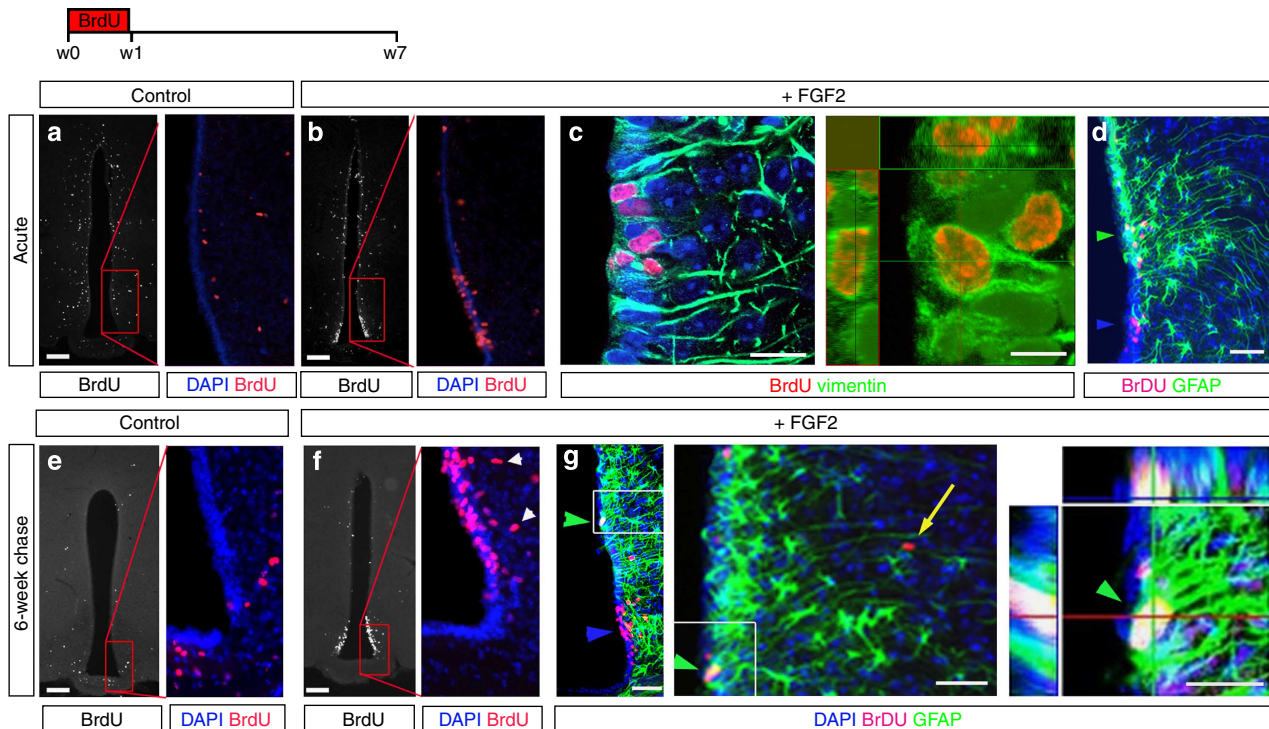 BrdU
w0 w1 w7
Control + FGF2
Acute
a b c d
BrdU DAPI BrdU BrdU DAPI BrdU BrdU vimentin BrDU GFAP
Control + FGF2
6-week chase
e f g
BrdU DAPI BrdU BrdU DAPI BrdU DAPI BrDU GFAP